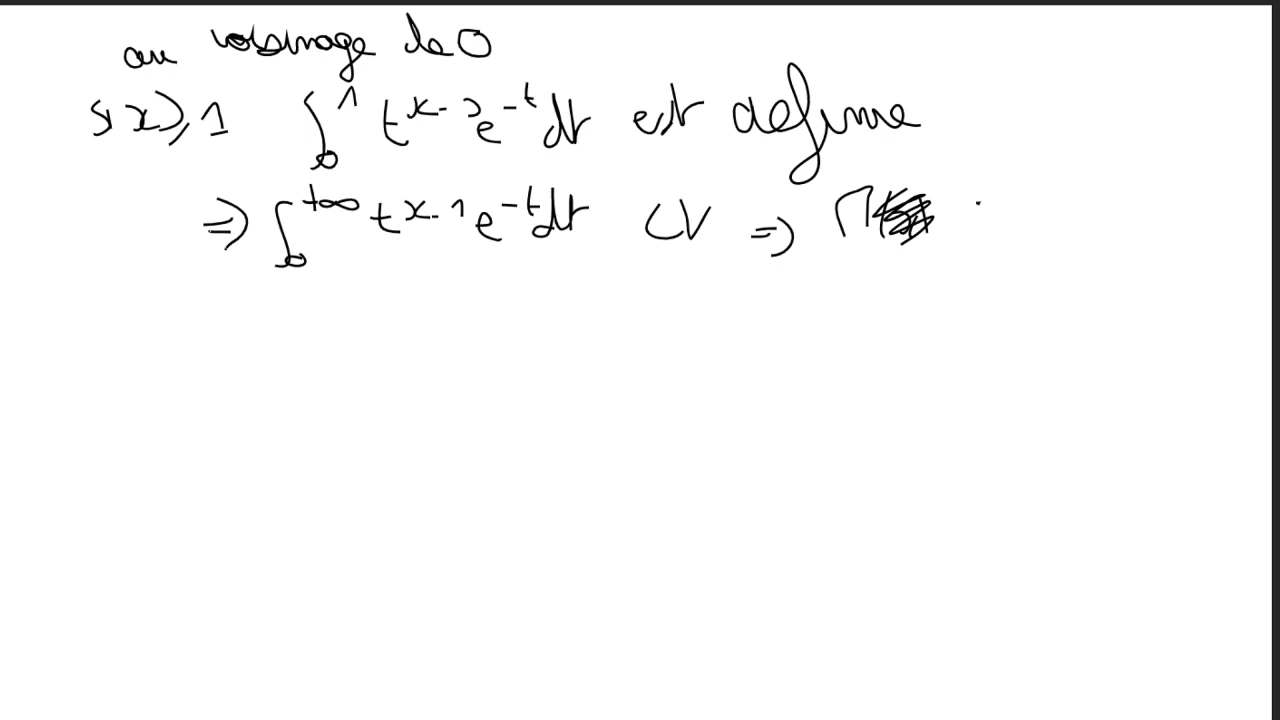 au voisinage de 0
si x ⩾ 1 ∫₀¹ t^{x-1} e^{-t} dt est définie
⇒ ∫₀^{+∞} t^{x-1} e^{-t} dt CV ⇒ Γ